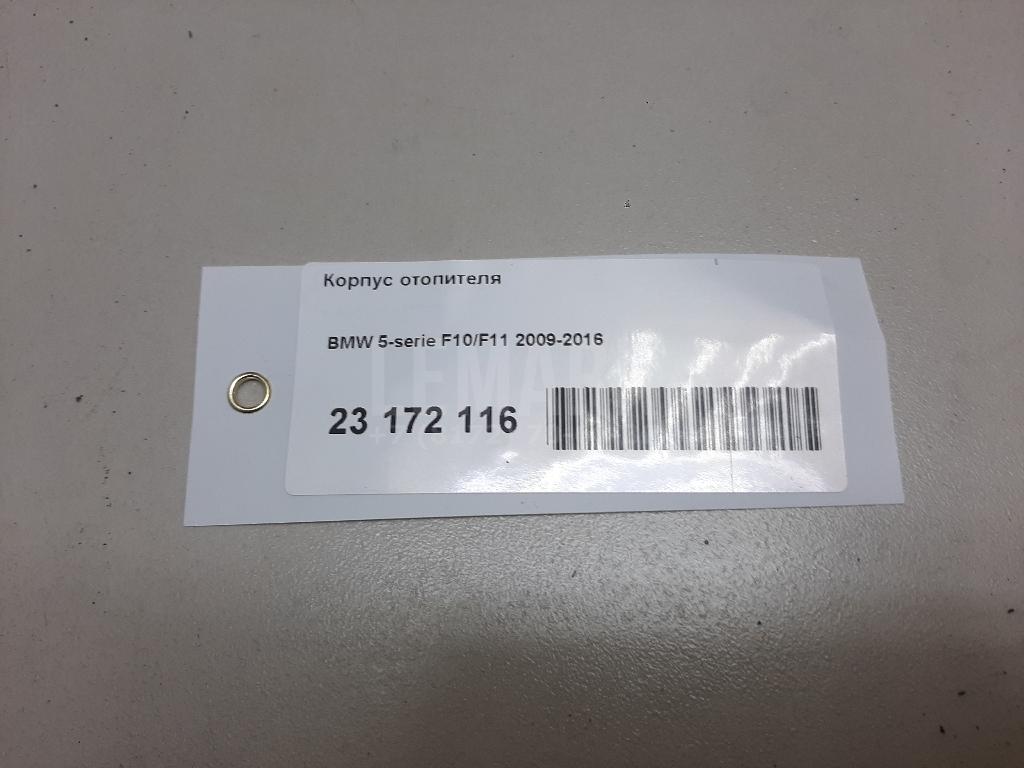 Корпус отопителя
BMW 5-serie F10/F11 2009-2016
23 172 116